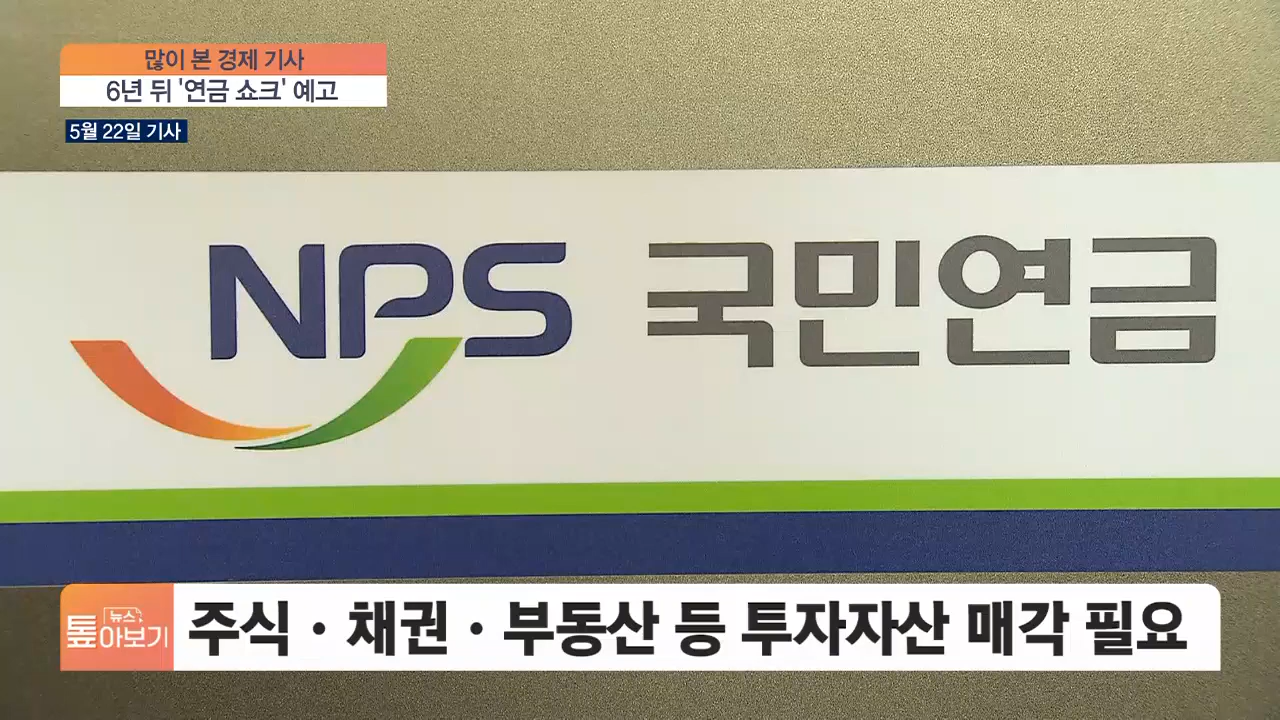 많이 본 경제 기사
6년 뒤 '연금 쇼크' 예고
5월 22일 기사
NPS 국민연금
뉴스
톺아보기
주식·채권·부동산 등 투자자산 매각 필요